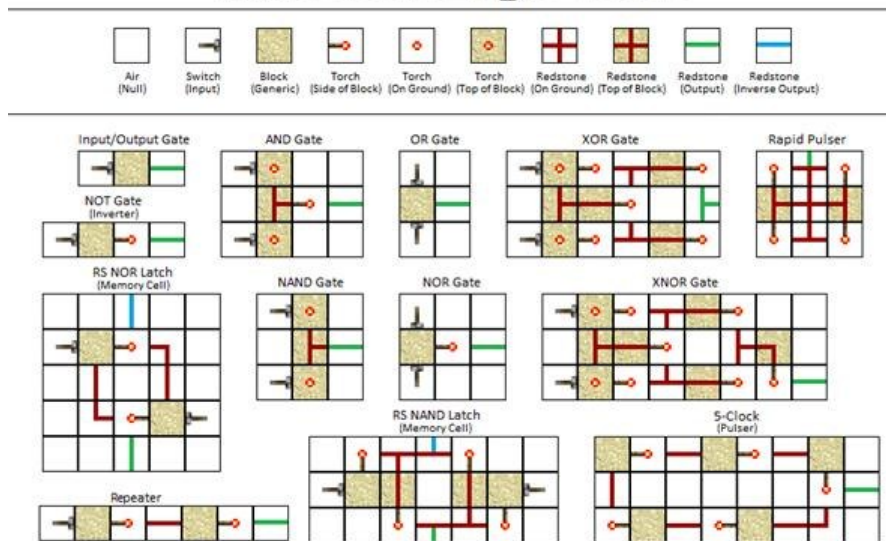 Air
(Null)
Switch
(Input)
Block
(Generic)
Torch
(Side of Block)
Torch
(On Ground)
Torch
(Top of Block)
Redstone
(On Ground)
Redstone
(Top of Block)
Redstone
(Output)
Redstone
(Inverse Output)
Input/Output Gate
AND Gate
OR Gate
XOR Gate
Rapid Pulser
NOT Gate
(Inverter)
RS NOR Latch
(Memory Cell)
NAND Gate
NOR Gate
XNOR Gate
RS NAND Latch
(Memory Cell)
5-Clock
(Pulser)
Repeater